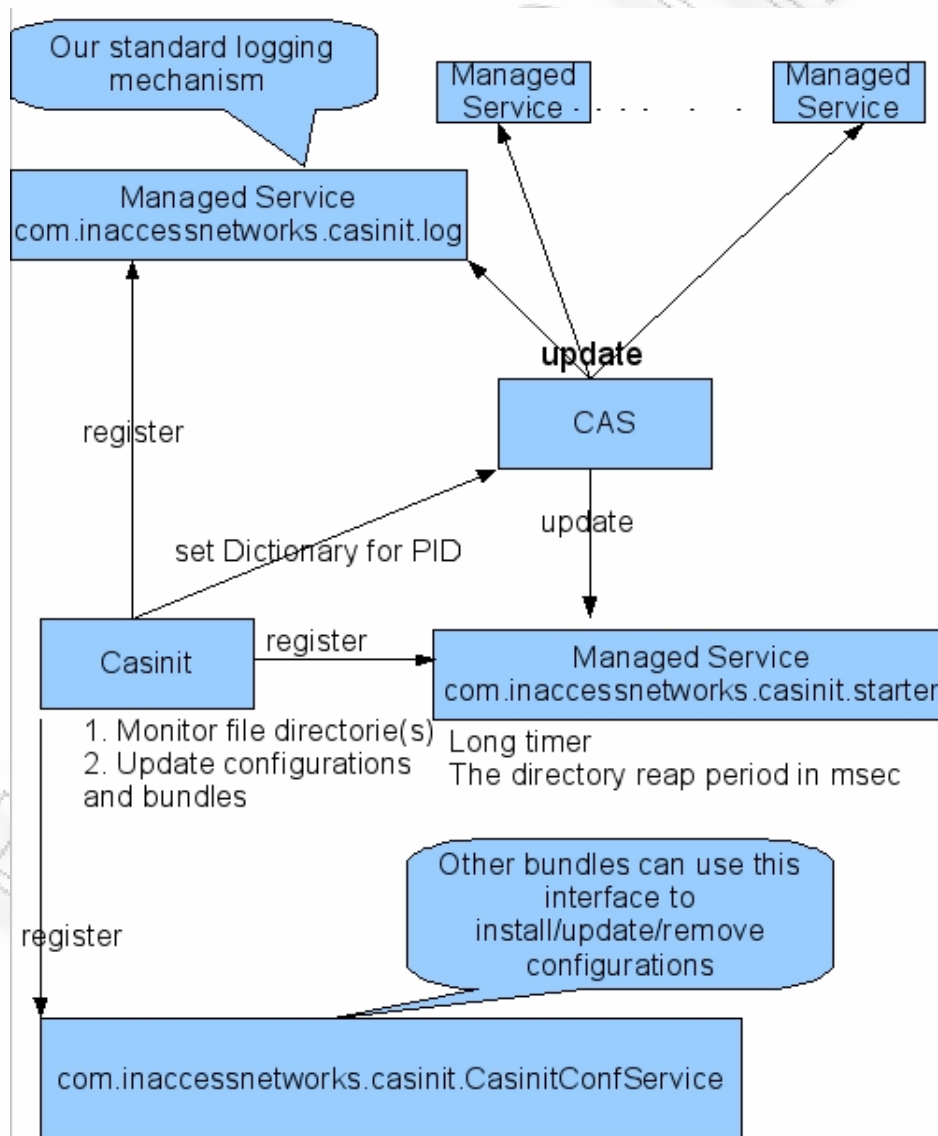 Our standard logging
mechanism
Managed
Service
Managed
Service
Managed Service
com.inaccessnetworks.casinit.log
update
CAS
register
update
set Dictionary for PID
Casinit
register
Managed Service
com.inaccessnetworks.casinit.starter
1. Monitor file directorie(s)
2. Update configurations
and bundles
Long timer
The directory reap period in msec
Other bundles can use this
interface to
install/update/remove
configurations
register
com.inaccessnetworks.casinit.CasinitConfService